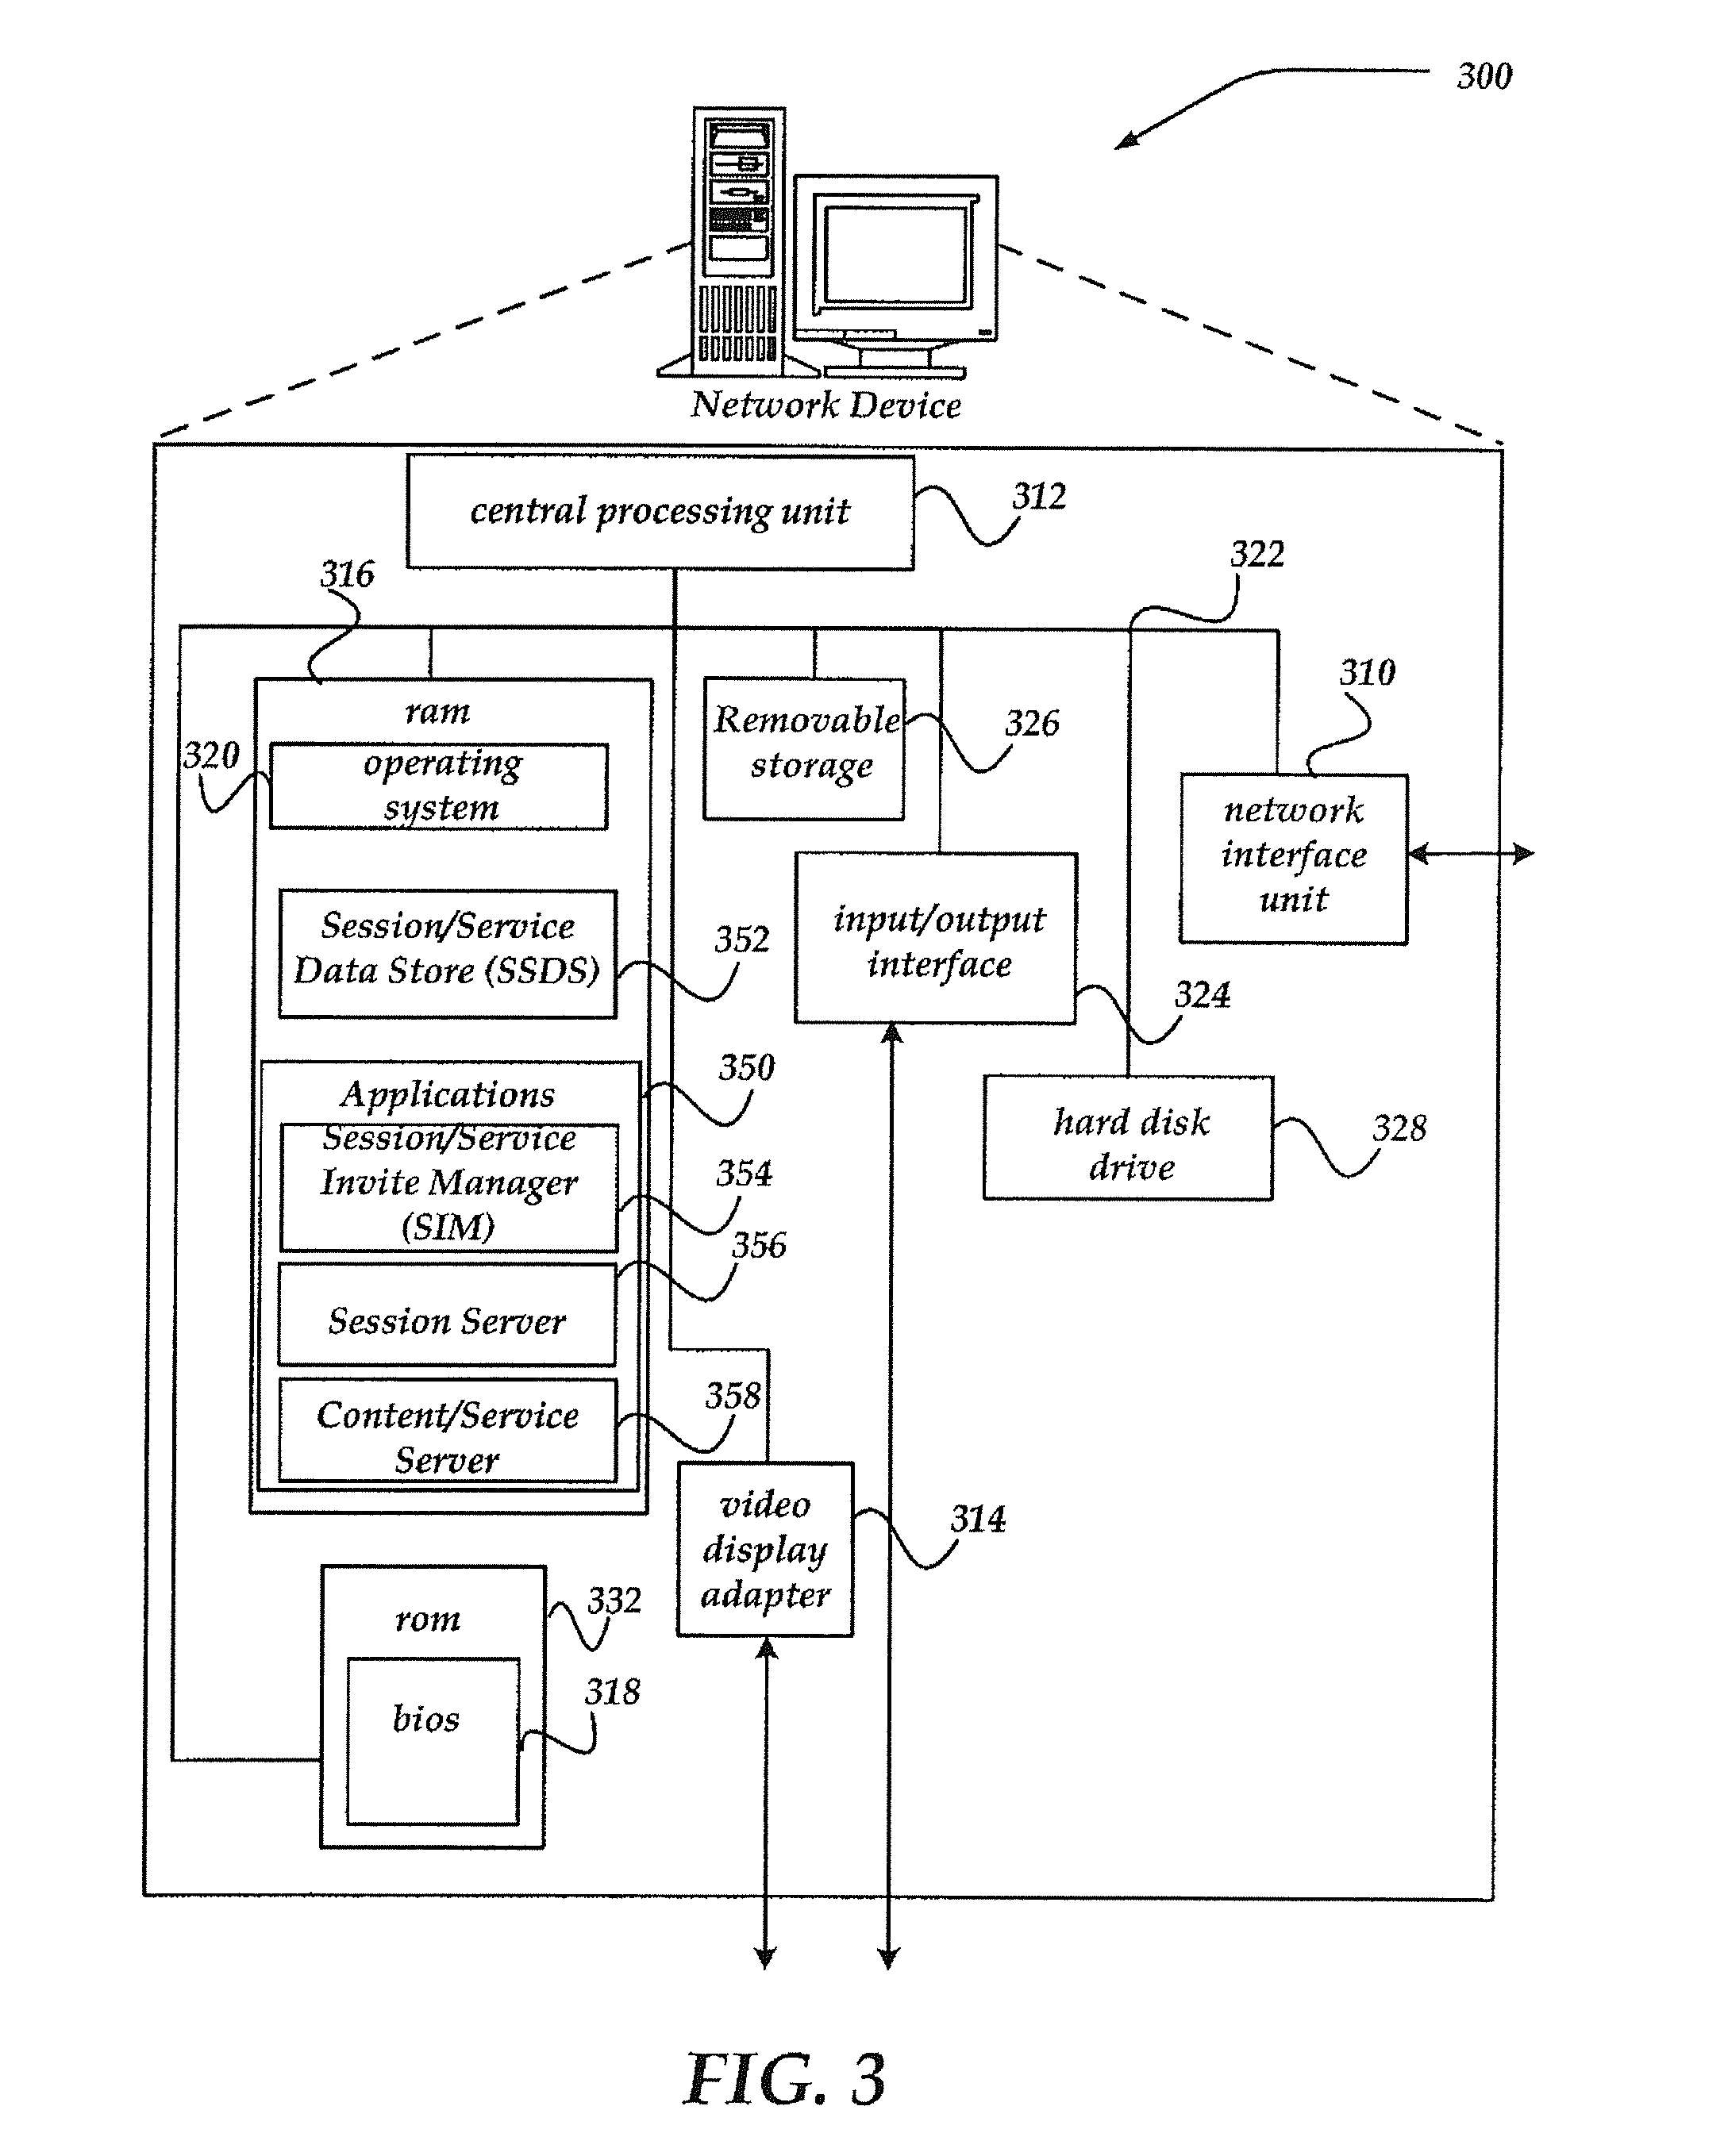 300
Network Device
central processing unit
312
316
322
ram
310
320
operating
system
Removable
storage
326
network
interface
unit
Session/Service
Data Store (SSDS)
352
input/output
interface
324
350
Applications
Session/Service
Invite Manager
(SIM)
354
hard disk
drive
328
356
Session Server
358
Content/Service
Server
video
display
adapter
314
rom
332
bios
318
FIG. 3